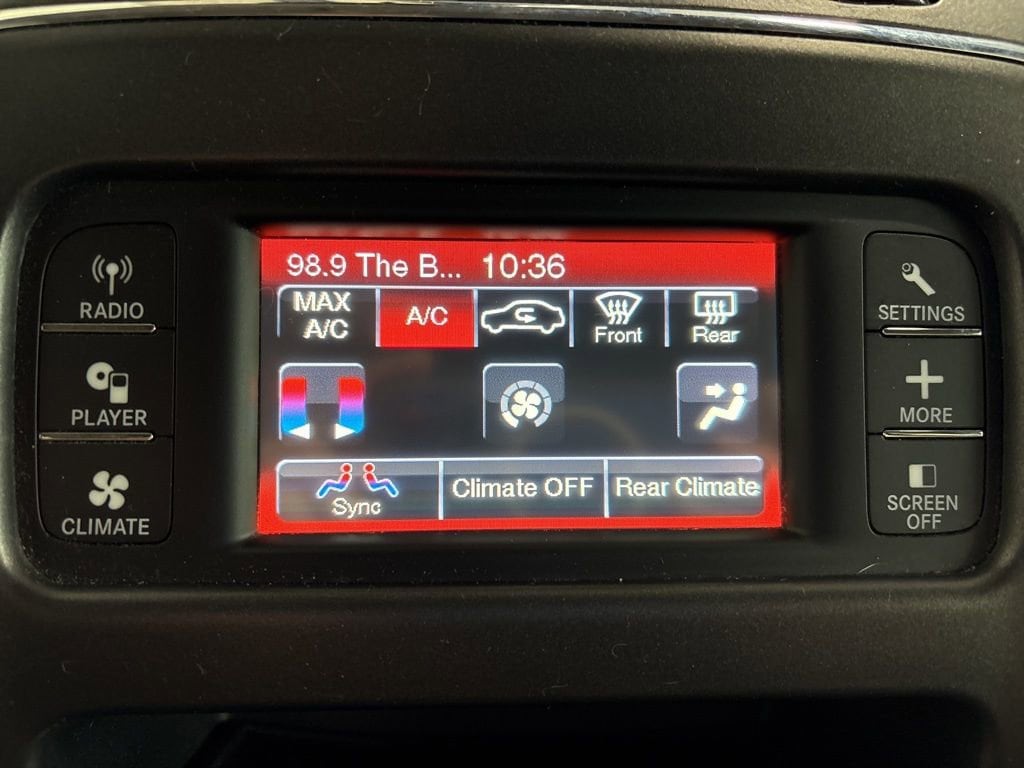 98.9 The B... 10:36
MAX
A/C
A/C
Front
Rear
Sync
Climate OFF
Rear Climate
RADIO
PLAYER
CLIMATE
SETTINGS
MORE
SCREEN
OFF